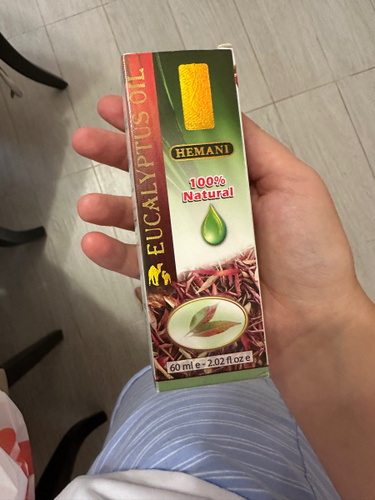 EUCALYPTUS OIL
HEMANI
100%
Natural
60 ml e - 2.02 fl oz e